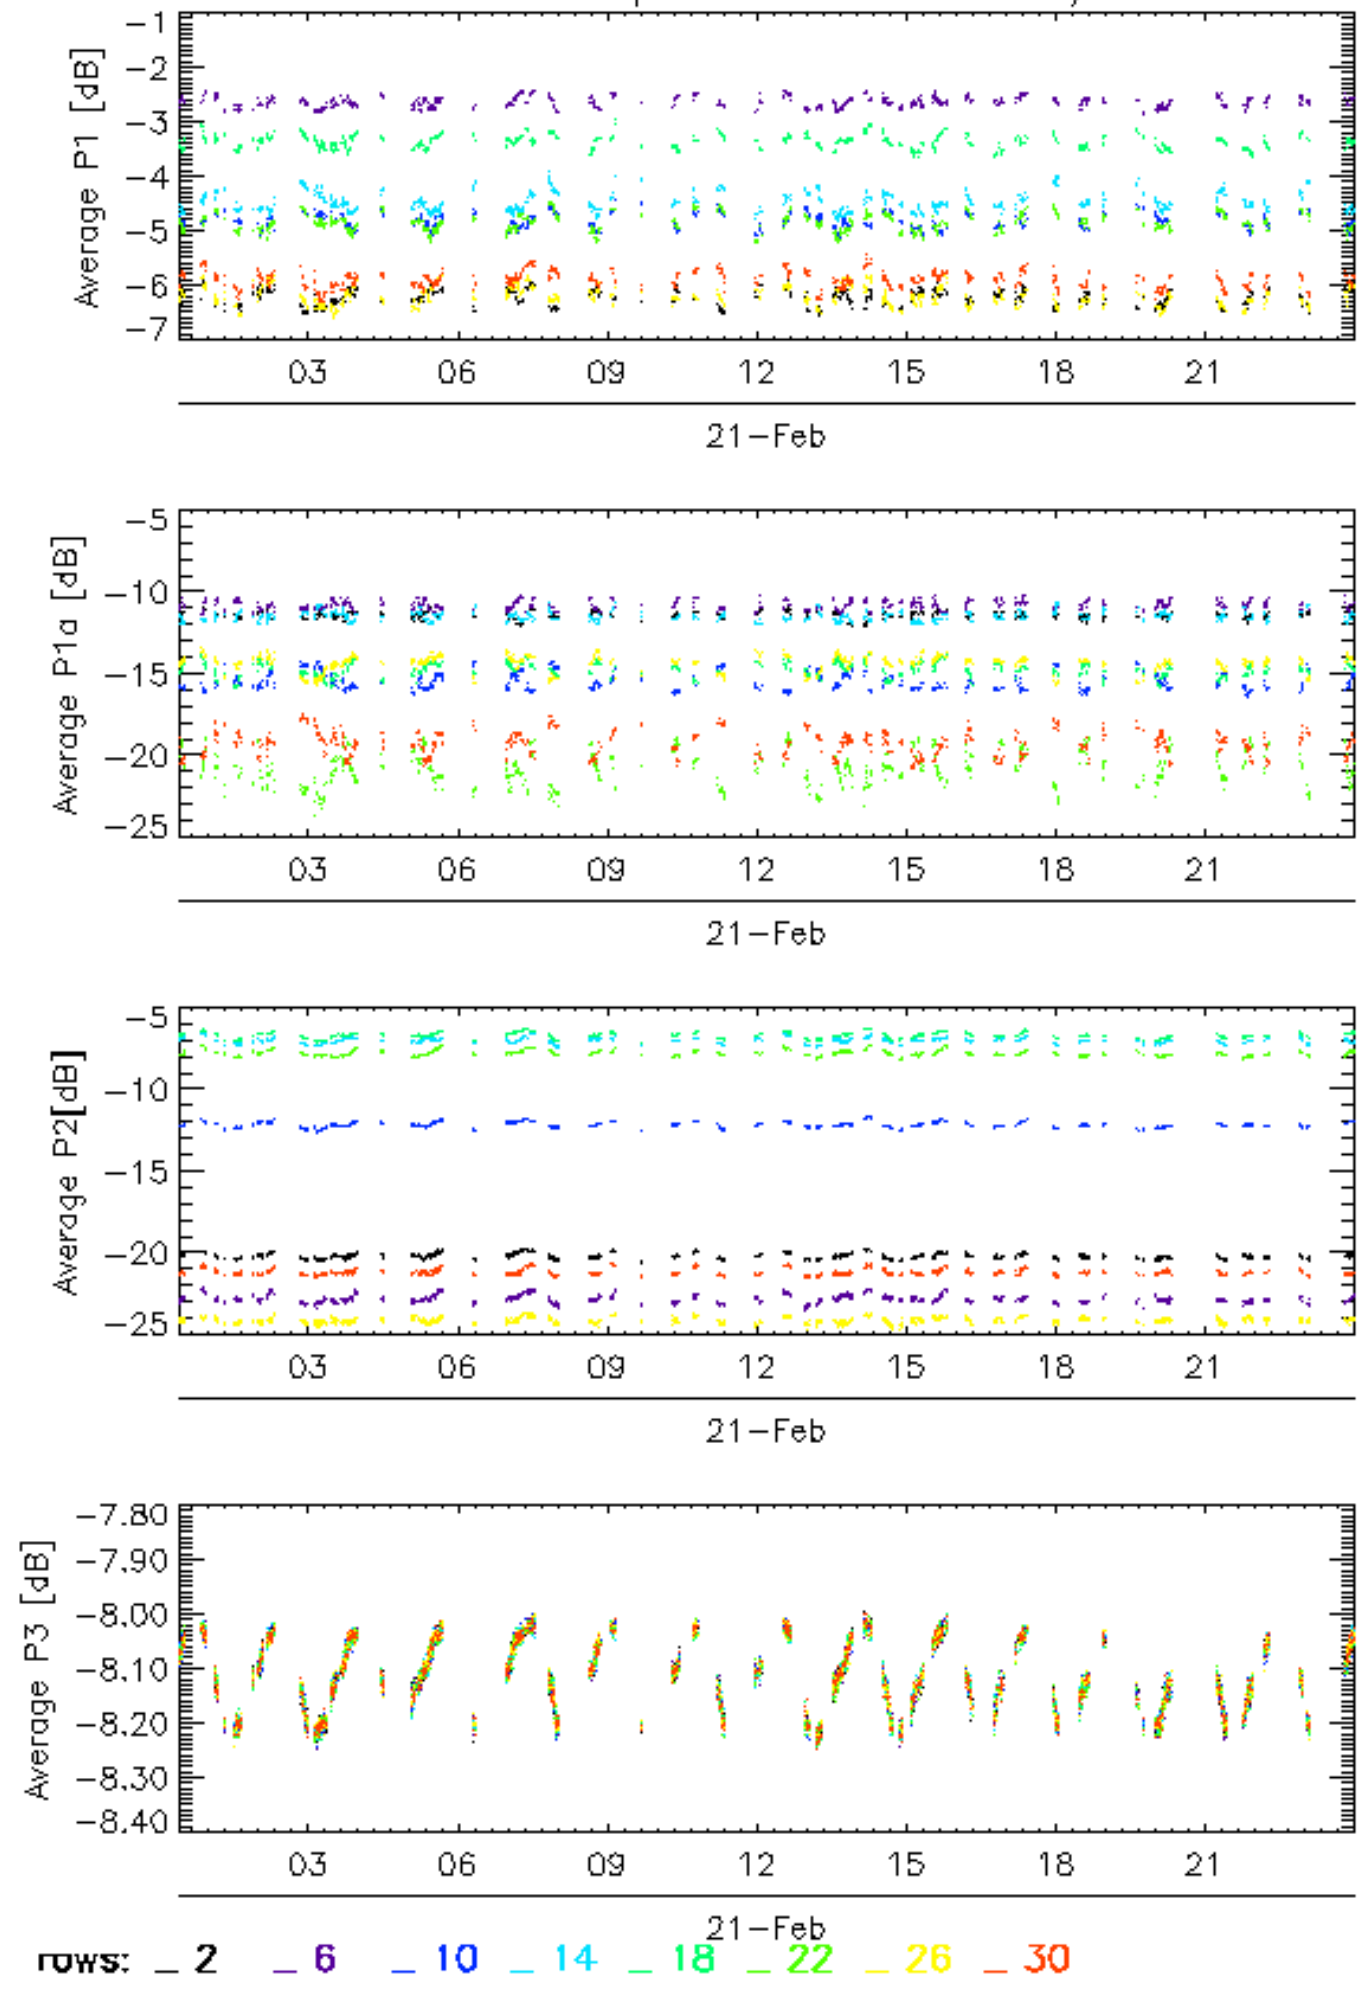 Average P1 [dB]
-1
-2
-3
-4
-5
-6
-7
03 06 09 12 15 18 21
21-Feb
Average P1a [dB]
-5
-10
-15
-20
-25
03 06 09 12 15 18 21
21-Feb
Average P2[dB]
-5
-10
-15
-20
-25
03 06 09 12 15 18 21
21-Feb
Average P3 [dB]
-7.80
-7.90
-8.00
-8.10
-8.20
-8.30
-8.40
03 06 09 12 15 18 21
21-Feb
rows: _ 2 _ 6 _ 10 _ 14 _ 18 _ 22 _ 26 _ 30